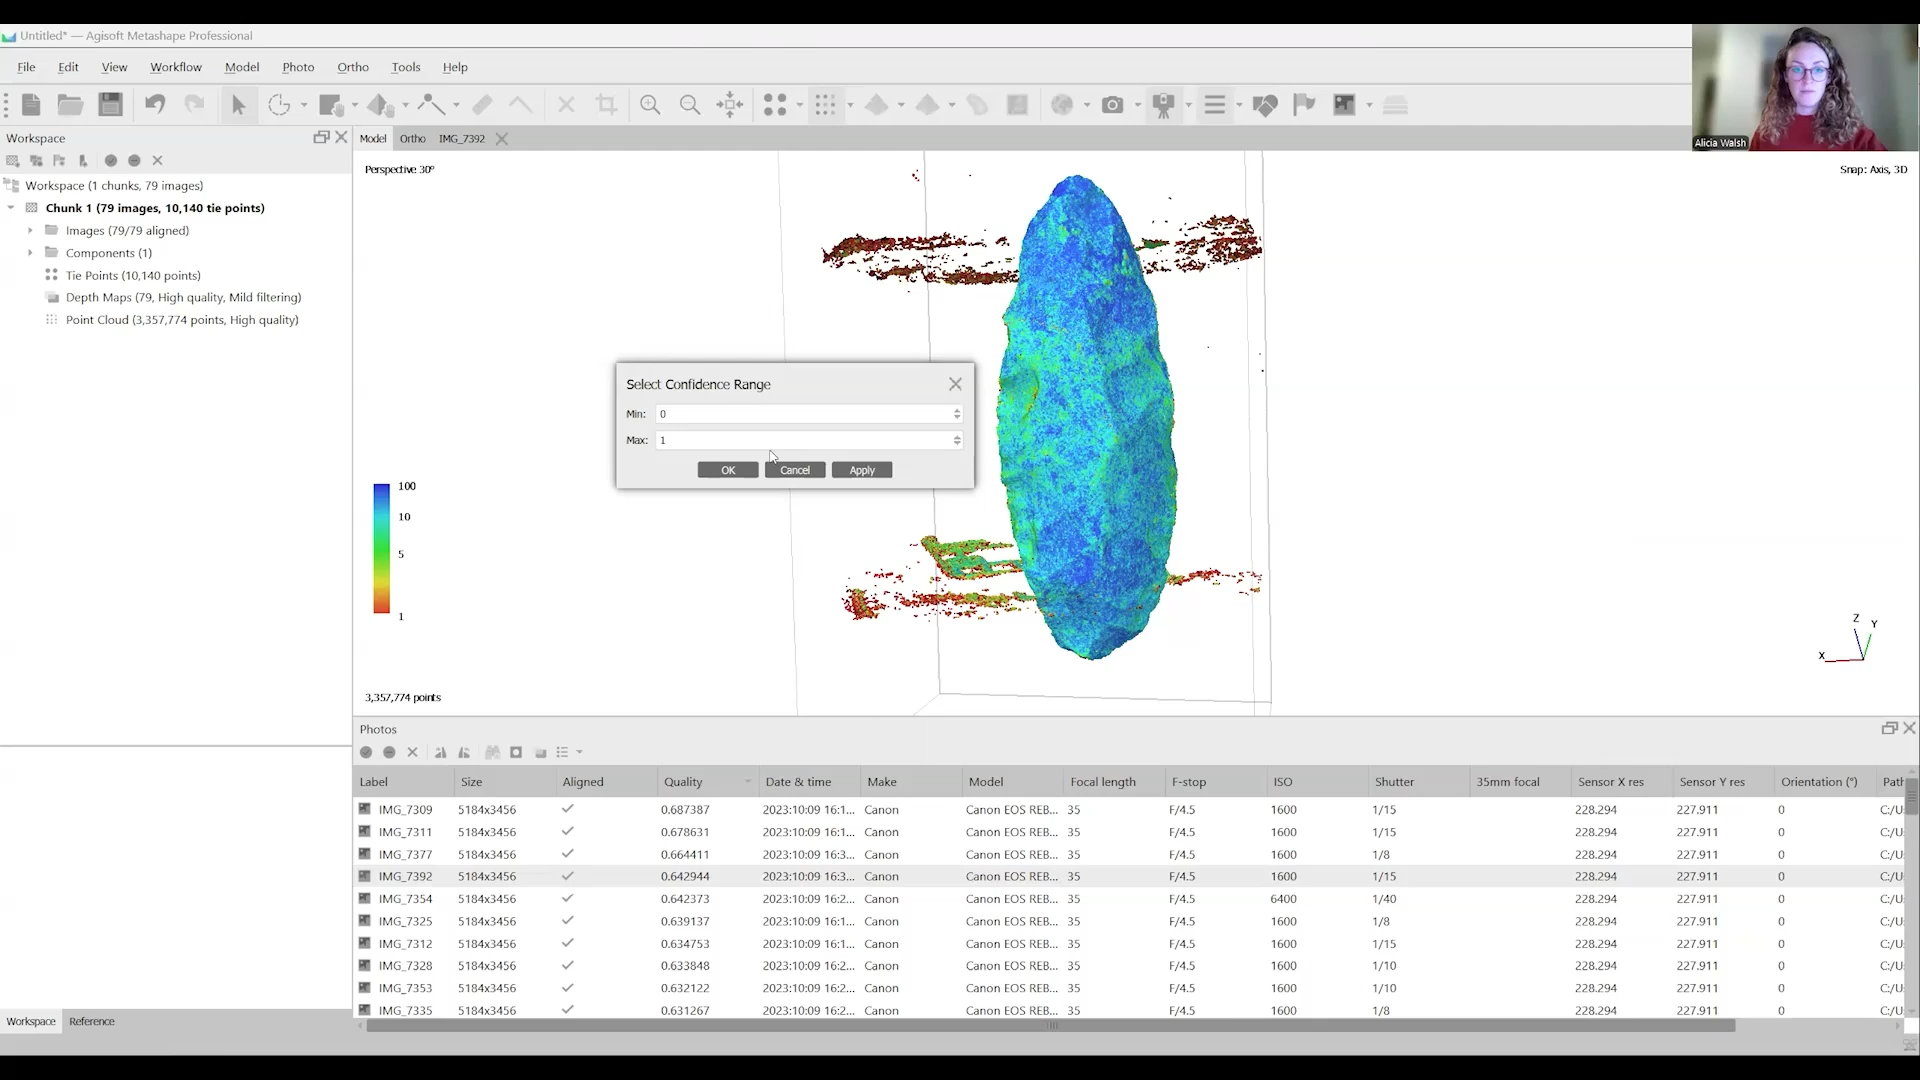 Untitled* — Agisoft Metashape Professional
File Edit View Workflow Model Photo Ortho Tools Help
Alicia Walsh
Workspace
Model Ortho IMG_7392
Perspective 30°
Snap: Axis, 3D
Workspace (1 chunks, 79 images)
Chunk 1 (79 images, 10,140 tie points)
Images (79/79 aligned)
Components (1)
Tie Points (10,140 points)
Depth Maps (79, High quality, Mild filtering)
Point Cloud (3,357,774 points, High quality)
Select Confidence Range
Min: 0
Max: 1
OK Cancel Apply
100
10
5
1
Z Y
X
3,357,774 points
Photos
Label Size Aligned Quality Date & time Make Model Focal length F-stop ISO Shutter 35mm focal Sensor X res Sensor Y res Orientation (°) Path
IMG_7309 5184x3456 0.687387 2023:10:09 16:1... Canon Canon EOS REB... 35 F/4.5 1600 1/15 228.294 227.911 0 C:/U
IMG_7311 5184x3456 0.678631 2023:10:09 16:1... Canon Canon EOS REB... 35 F/4.5 1600 1/15 228.294 227.911 0 C:/U
IMG_7377 5184x3456 0.664411 2023:10:09 16:3... Canon Canon EOS REB... 35 F/4.5 1600 1/8 228.294 227.911 0 C:/U
IMG_7392 5184x3456 0.642944 2023:10:09 16:3... Canon Canon EOS REB... 35 F/4.5 1600 1/15 228.294 227.911 0 C:/U
IMG_7354 5184x3456 0.642373 2023:10:09 16:2... Canon Canon EOS REB... 35 F/4.5 6400 1/40 228.294 227.911 0 C:/U
IMG_7325 5184x3456 0.639137 2023:10:09 16:1... Canon Canon EOS REB... 35 F/4.5 1600 1/8 228.294 227.911 0 C:/U
IMG_7312 5184x3456 0.634753 2023:10:09 16:1... Canon Canon EOS REB... 35 F/4.5 1600 1/15 228.294 227.911 0 C:/U
IMG_7328 5184x3456 0.633848 2023:10:09 16:2... Canon Canon EOS REB... 35 F/4.5 1600 1/10 228.294 227.911 0 C:/U
IMG_7353 5184x3456 0.632122 2023:10:09 16:2... Canon Canon EOS REB... 35 F/4.5 1600 1/10 228.294 227.911 0 C:/U
IMG_7335 5184x3456 0.631267 2023:10:09 16:2... Canon Canon EOS REB... 35 F/4.5 1600 1/8 228.294 227.911 0 C:/U
Workspace Reference